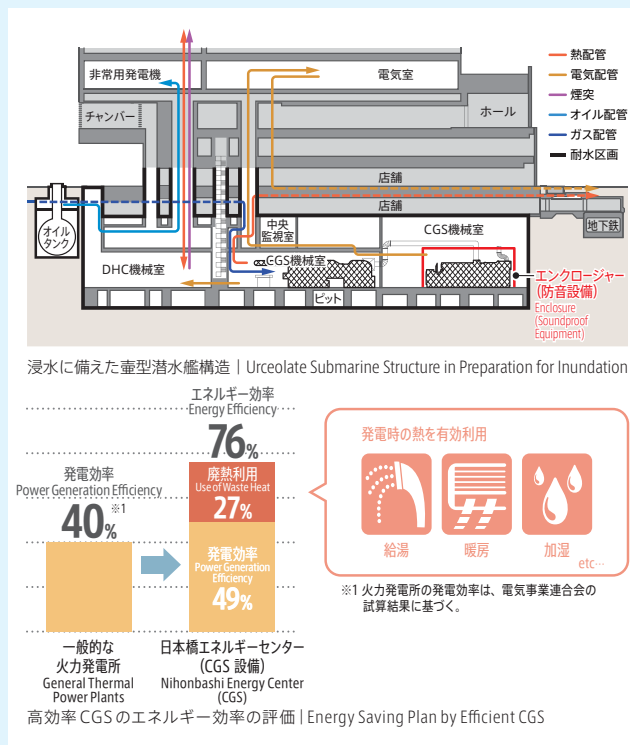 非常用発電機
電気室
チャンバー
ホール
熱配管
電気配管
煙突
オイル配管
ガス配管
耐水区画
店舗
店舗
地下鉄
オイル
タンク
中央
監視室
CGS機械室
CGS機械室
DHC機械室
ピット
エンクロージャー
(防音設備)
Enclosure
(Soundproof
Equipment)
浸水に備えた壷型潜水艦構造 | Urceolate Submarine Structure in Preparation for Inundation
エネルギー効率
Energy Efficiency
76%
発電効率
Power Generation Efficiency
40%※1
廃熱利用
Use of Waste Heat
27%
発電効率
Power Generation
Efficiency
49%
一般的な
火力発電所
General Thermal
Power Plants
日本橋エネルギーセンター
(CGS 設備)
Nihonbashi Energy Center
(CGS)
発電時の熱を有効利用
給湯
暖房
加湿
etc…
※1 火力発電所の発電効率は、電気事業連合会の
試算結果に基づく。
高効率CGSのエネルギー効率の評価 | Energy Saving Plan by Efficient CGS